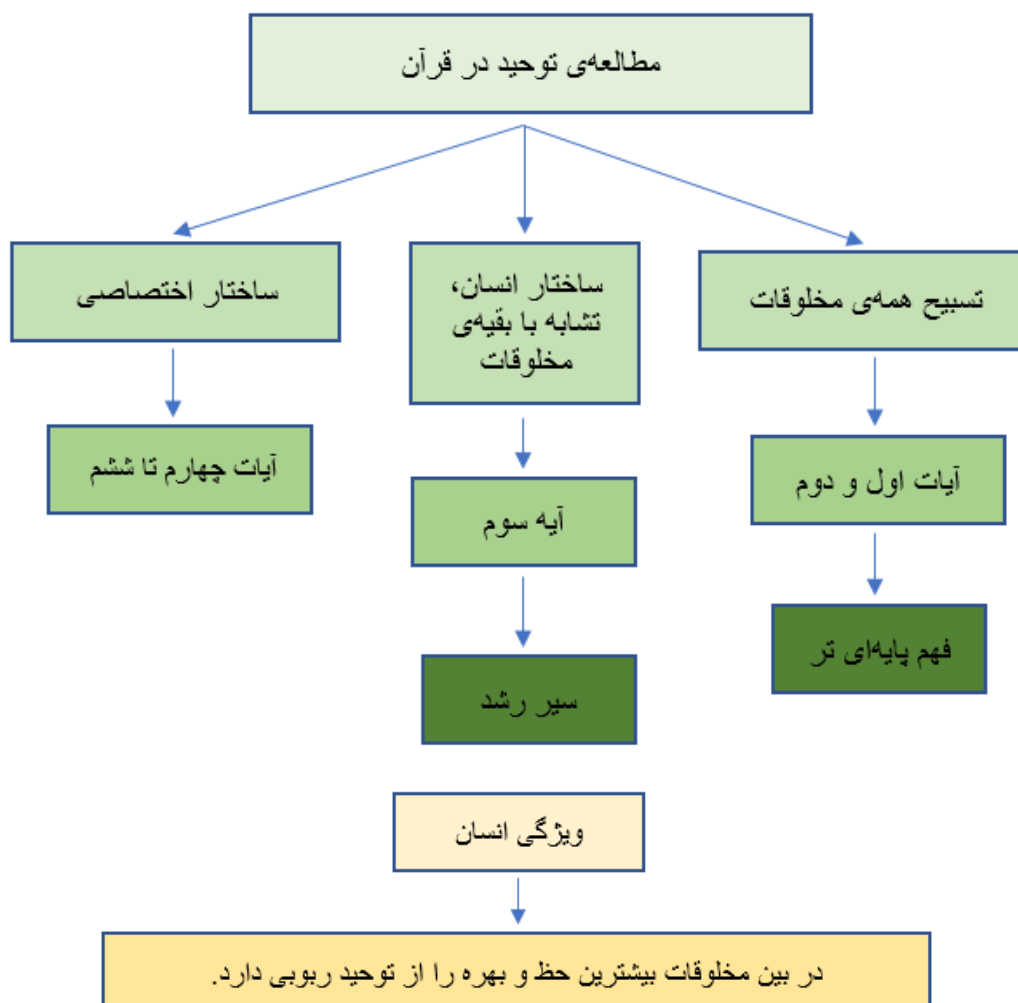 مطالعه‌ی توحید در قرآن
تسبیح همه‌ی مخلوقات
ساختار انسان،
تشابه با بقیه‌ی
مخلوقات
ساختار اختصاصی
آیات اول و دوم
آیه سوم
آیات چهارم تا ششم
فهم پایه‌ای تر
سیر رشد
ویژگی انسان
در بین مخلوقات بیشترین حظ و بهره را از توحید ربوبی دارد.